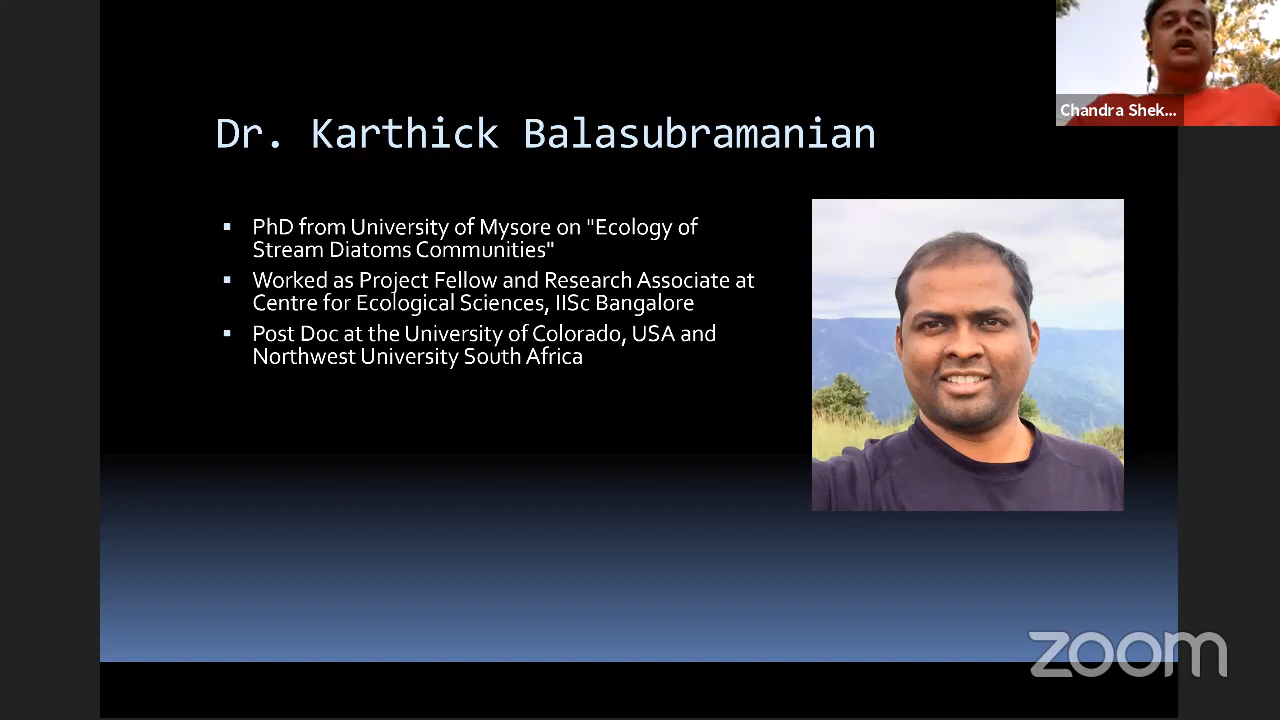 Chandra Shek...
Dr. Karthick Balasubramanian
▪ PhD from University of Mysore on "Ecology of
Stream Diatoms Communities"
▪ Worked as Project Fellow and Research Associate at
Centre for Ecological Sciences, IISc Bangalore
▪ Post Doc at the University of Colorado, USA and
Northwest University South Africa
zoom